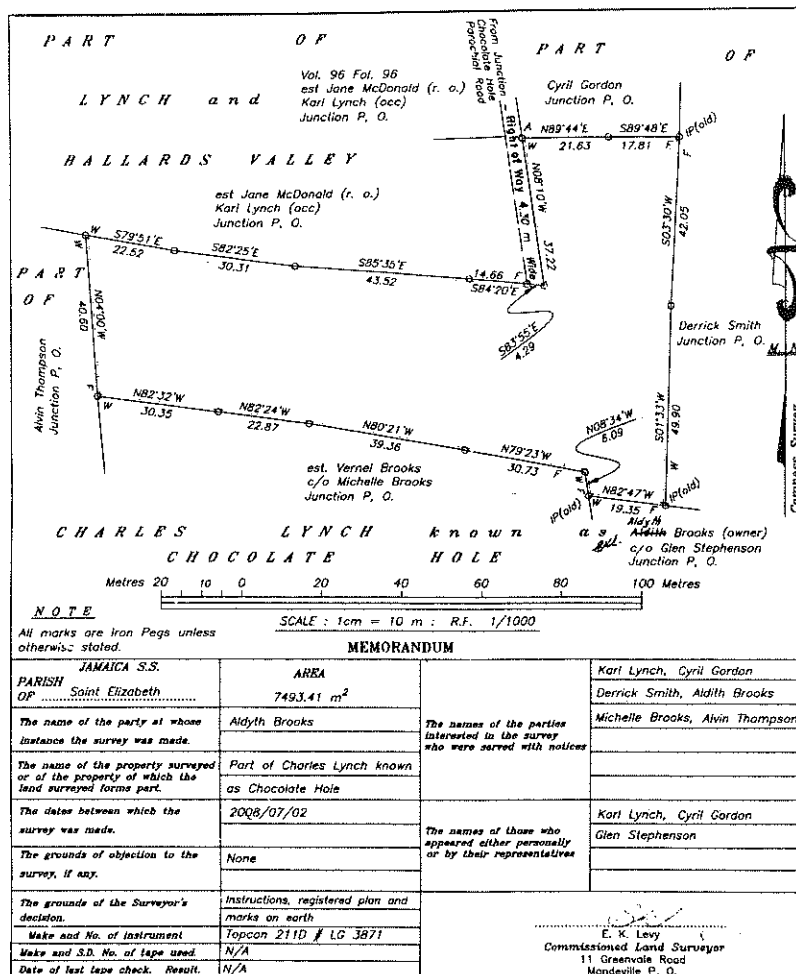 PART OF
PART OF
LYNCH and
HALLARDS VALLEY
Vol. 96 Fol. 96
est Jane McDonald (r. o.)
Karl Lynch (occ)
Junction P. O.
From Junction - Chocolate Hole
Parochial Road
Right of Way 4.30 m Wide
Cyril Gordon
Junction P. O.
A
W
N89°44'E
21.63
S89°48'E
17.81
F
IP(old)
F
N08°10'W
37.22
S03°30'W
42.05
est Jane McDonald (r. o.)
Karl Lynch (occ)
Junction P. O.
W
W
S79°51'E
22.52
S82°25'E
30.31
S85°35'E
43.52
14.66
F
S84°20'E
S83°55'E
4.29
PART
OF
N04°00'W
40.60
Alvin Thompson
Junction P. O.
Derrick Smith
Junction P. O.
M.N
S01°33'W
49.90
W
Compass Survey
F
W
N82°32'W
30.35
N82°24'W
22.87
N80°21'W
39.36
N79°23'W
30.73
F
N08°34'W
6.09
W
F
W
IP(old)
N82°47'W
19.35
F
IP(old)
est. Vernel Brooks
c/o Michelle Brooks
Junction P. O.
CHARLES LYNCH known as
CHOCOLATE HOLE
Aldyth
Aldith Brooks (owner)
c/o Glen Stephenson
Junction P. O.
Metres 20 0 20 40 60 80 100 Metres
SCALE : 1cm = 10 m : R.F. 1/1000
NOTE
All marks are Iron Pegs unless
otherwise stated.
MEMORANDUM
JAMAICA S.S.
PARISH
OF Saint Elizabeth
AREA
7493.41 m²
The name of the party at whose
instance the survey was made.
Aldyth Brooks
The name of the property surveyed
or of the property of which the
land surveyed forms part.
Part of Charles Lynch known
as Chocolate Hole
The dates between which the
survey was made.
2008/07/02
The grounds of objection to the
survey, if any.
None
The grounds of the Surveyor's
decision.
Instructions, registered plan and
marks on earth
Make and No. of instrument
Topcon 211D # LG 3871
Make and S.D. No. of tape used.
N/A
Date of last tape check. Result.
N/A
The names of the parties
interested in the survey
who were served with notices
Karl Lynch, Cyril Gordon
Derrick Smith, Aldith Brooks
Michelle Brooks, Alvin Thompson
The names of those who
appeared either personally
or by their representatives
Karl Lynch, Cyril Gordon
Glen Stephenson
E. K. Levy
Commissioned Land Surveyor
11 Greenvale Road
Mandeville P. O.